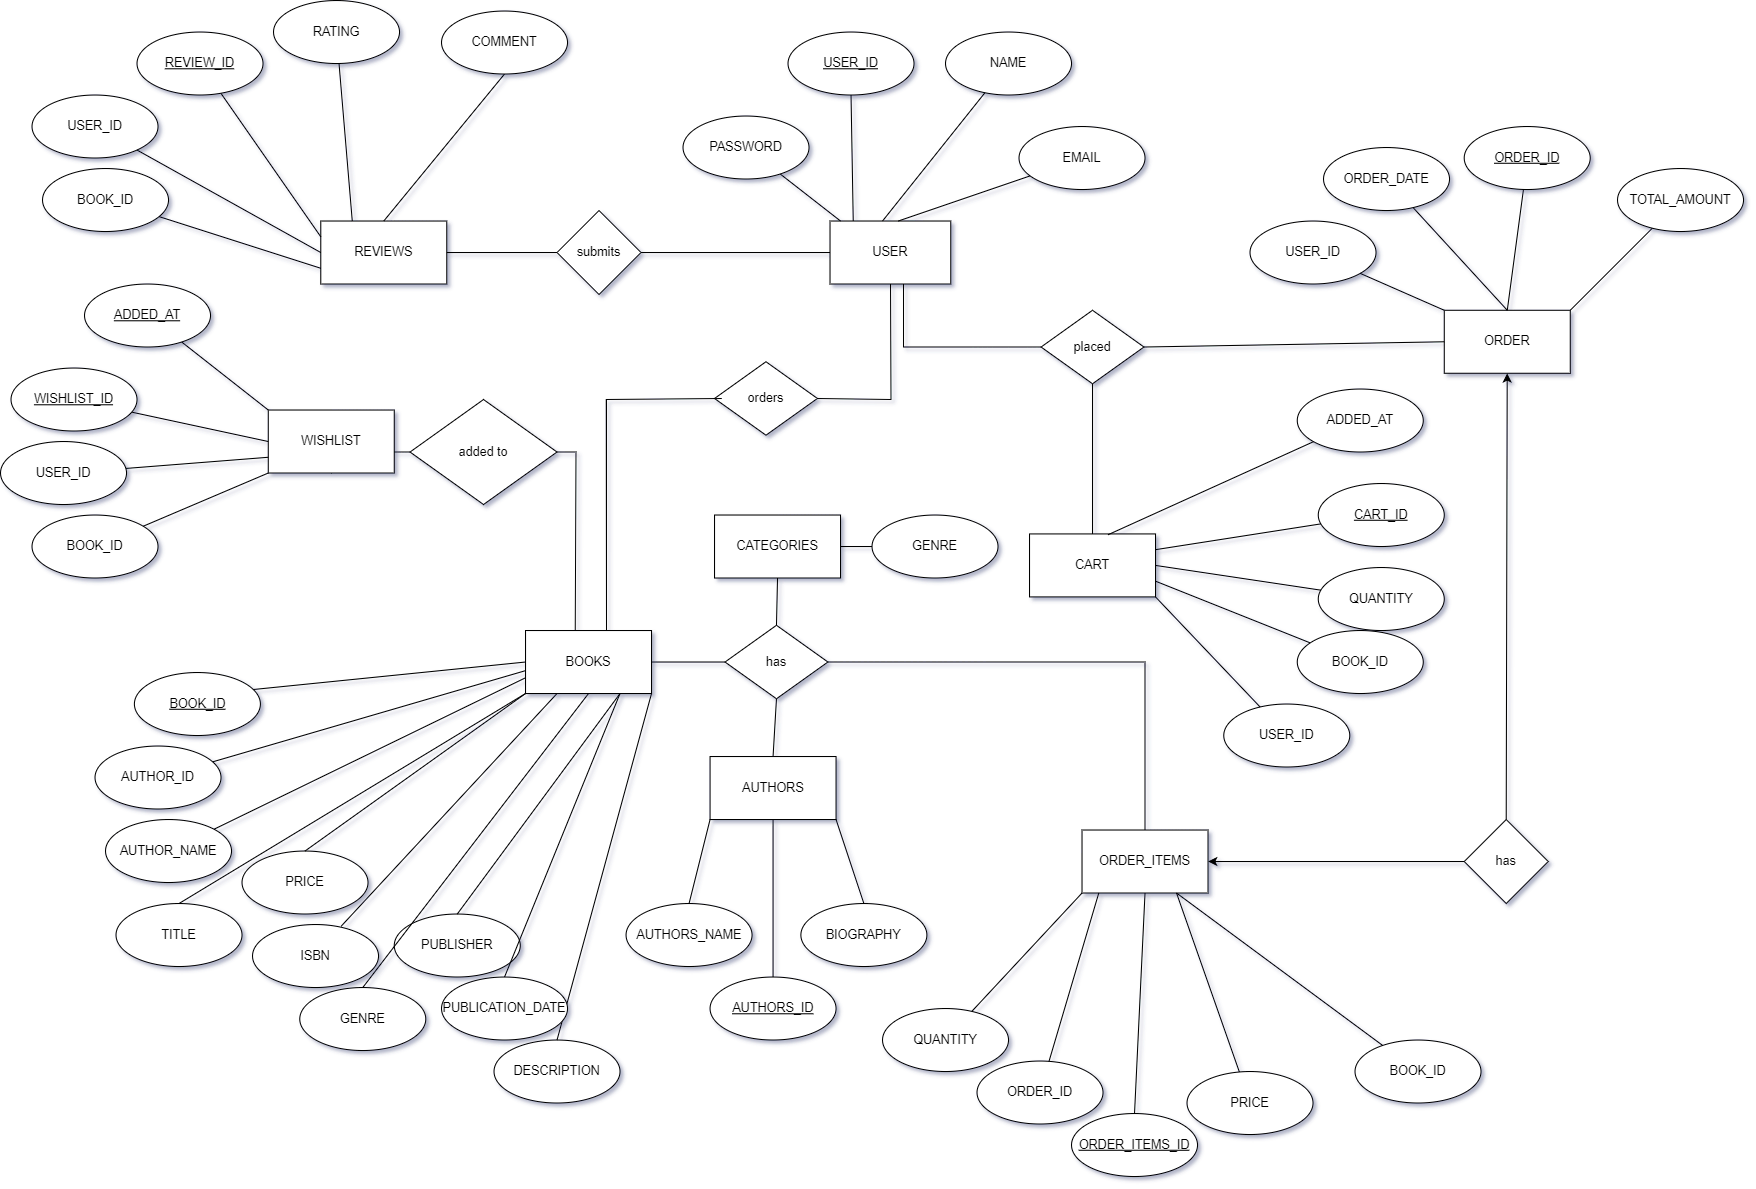 RATING
COMMENT
REVIEW_ID
USER_ID
NAME
USER_ID
PASSWORD
EMAIL
ORDER_ID
ORDER_DATE
BOOK_ID
TOTAL_AMOUNT
REVIEWS
submits
USER
USER_ID
ADDED_AT
placed
ORDER
WISHLIST_ID
orders
ADDED_AT
WISHLIST
added to
USER_ID
CART_ID
BOOK_ID
CATEGORIES
GENRE
CART
QUANTITY
BOOKS
has
BOOK_ID
BOOK_ID
USER_ID
AUTHOR_ID
AUTHORS
AUTHOR_NAME
ORDER_ITEMS
has
PRICE
TITLE
AUTHORS_NAME
BIOGRAPHY
PUBLISHER
ISBN
PUBLICATION_DATE
AUTHORS_ID
GENRE
QUANTITY
DESCRIPTION
BOOK_ID
ORDER_ID
PRICE
ORDER_ITEMS_ID